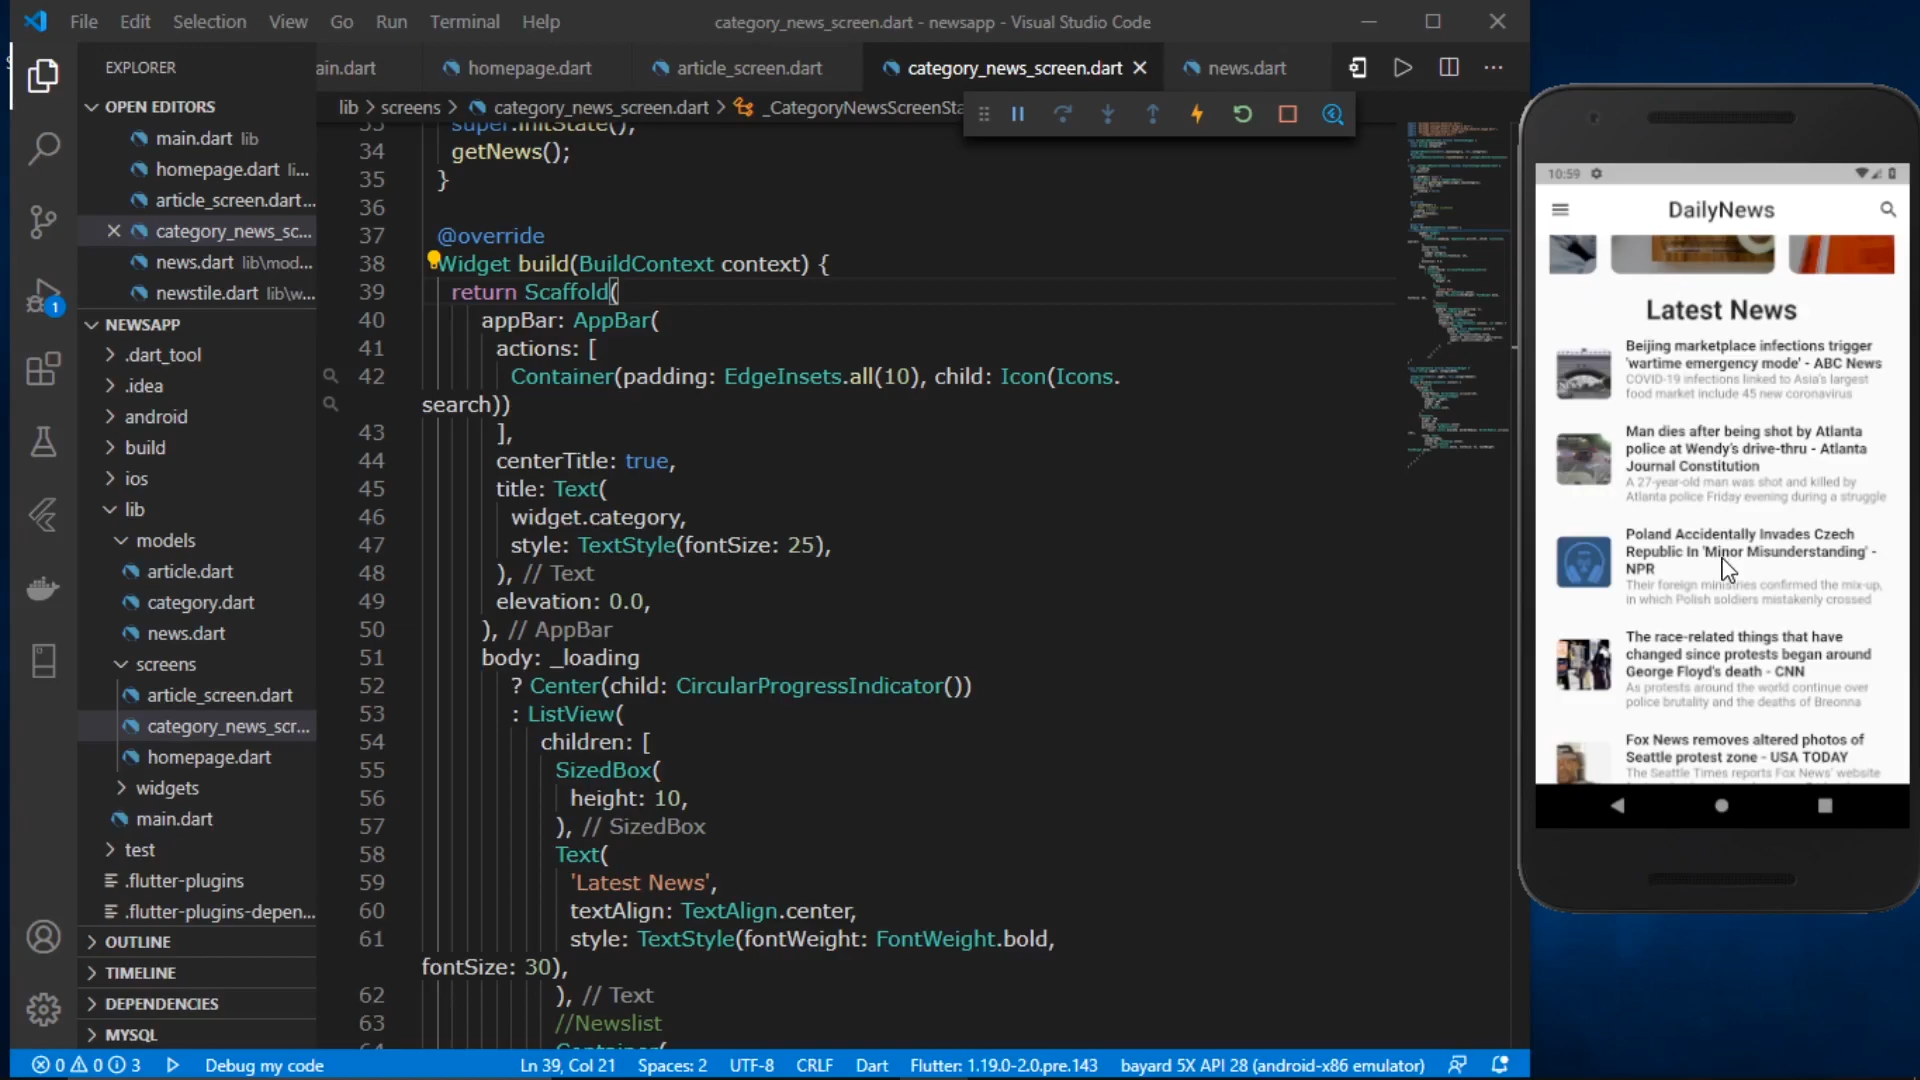 File Edit Selection View Go Run Terminal Help
category_news_screen.dart - newsapp - Visual Studio Code
EXPLORER
OPEN EDITORS
main.dart lib
homepage.dart li...
article_screen.dart...
category_news_sc...
news.dart lib\mod...
newstile.dart lib\w...
NEWSAPP
.dart_tool
.idea
android
build
ios
lib
models
article.dart
category.dart
news.dart
screens
article_screen.dart
category_news_scr...
homepage.dart
widgets
main.dart
test
.flutter-plugins
.flutter-plugins-depen...
OUTLINE
TIMELINE
DEPENDENCIES
MYSQL
1
ain.dart homepage.dart article_screen.dart category_news_screen.dart news.dart
lib > screens > category_news_screen.dart > _CategoryNewsScreenSta
33 super.initState();
34 getNews();
35 }
36
37 @override
38 Widget build(BuildContext context) {
39 return Scaffold(
40 appBar: AppBar(
41 actions: [
42 Container(padding: EdgeInsets.all(10), child: Icon(Icons.
search))
43 ],
44 centerTitle: true,
45 title: Text(
46 widget.category,
47 style: TextStyle(fontSize: 25),
48 ), // Text
49 elevation: 0.0,
50 ), // AppBar
51 body: _loading
52 ? Center(child: CircularProgressIndicator())
53 : ListView(
54 children: [
55 SizedBox(
56 height: 10,
57 ), // SizedBox
58 Text(
59 'Latest News',
60 textAlign: TextAlign.center,
61 style: TextStyle(fontWeight: FontWeight.bold,
fontSize: 30),
62 ), // Text
63 //Newslist
64 Container(
0 0 3 Debug my code Ln 39, Col 21 Spaces: 2 UTF-8 CRLF Dart Flutter: 1.19.0-2.0.pre.143 bayard 5X API 28 (android-x86 emulator)
10:59
DailyNews
Latest News
Beijing marketplace infections trigger
'wartime emergency mode' - ABC News
COVID-19 infections linked to Asia's largest
food market include 45 new coronavirus
Man dies after being shot by Atlanta
police at Wendy's drive-thru - Atlanta
Journal Constitution
A 27-year-old man was shot and killed by
Atlanta police Friday evening during a struggle
Poland Accidentally Invades Czech
Republic In 'Minor Misunderstanding' -
NPR
Their foreign ministries confirmed the mix-up,
in which Polish soldiers mistakenly crossed
The race-related things that have
changed since protests began around
George Floyd's death - CNN
As protests around the world continue over
police brutality and the deaths of Breonna
Fox News removes altered photos of
Seattle protest zone - USA TODAY
The Seattle Times reports Fox News' website